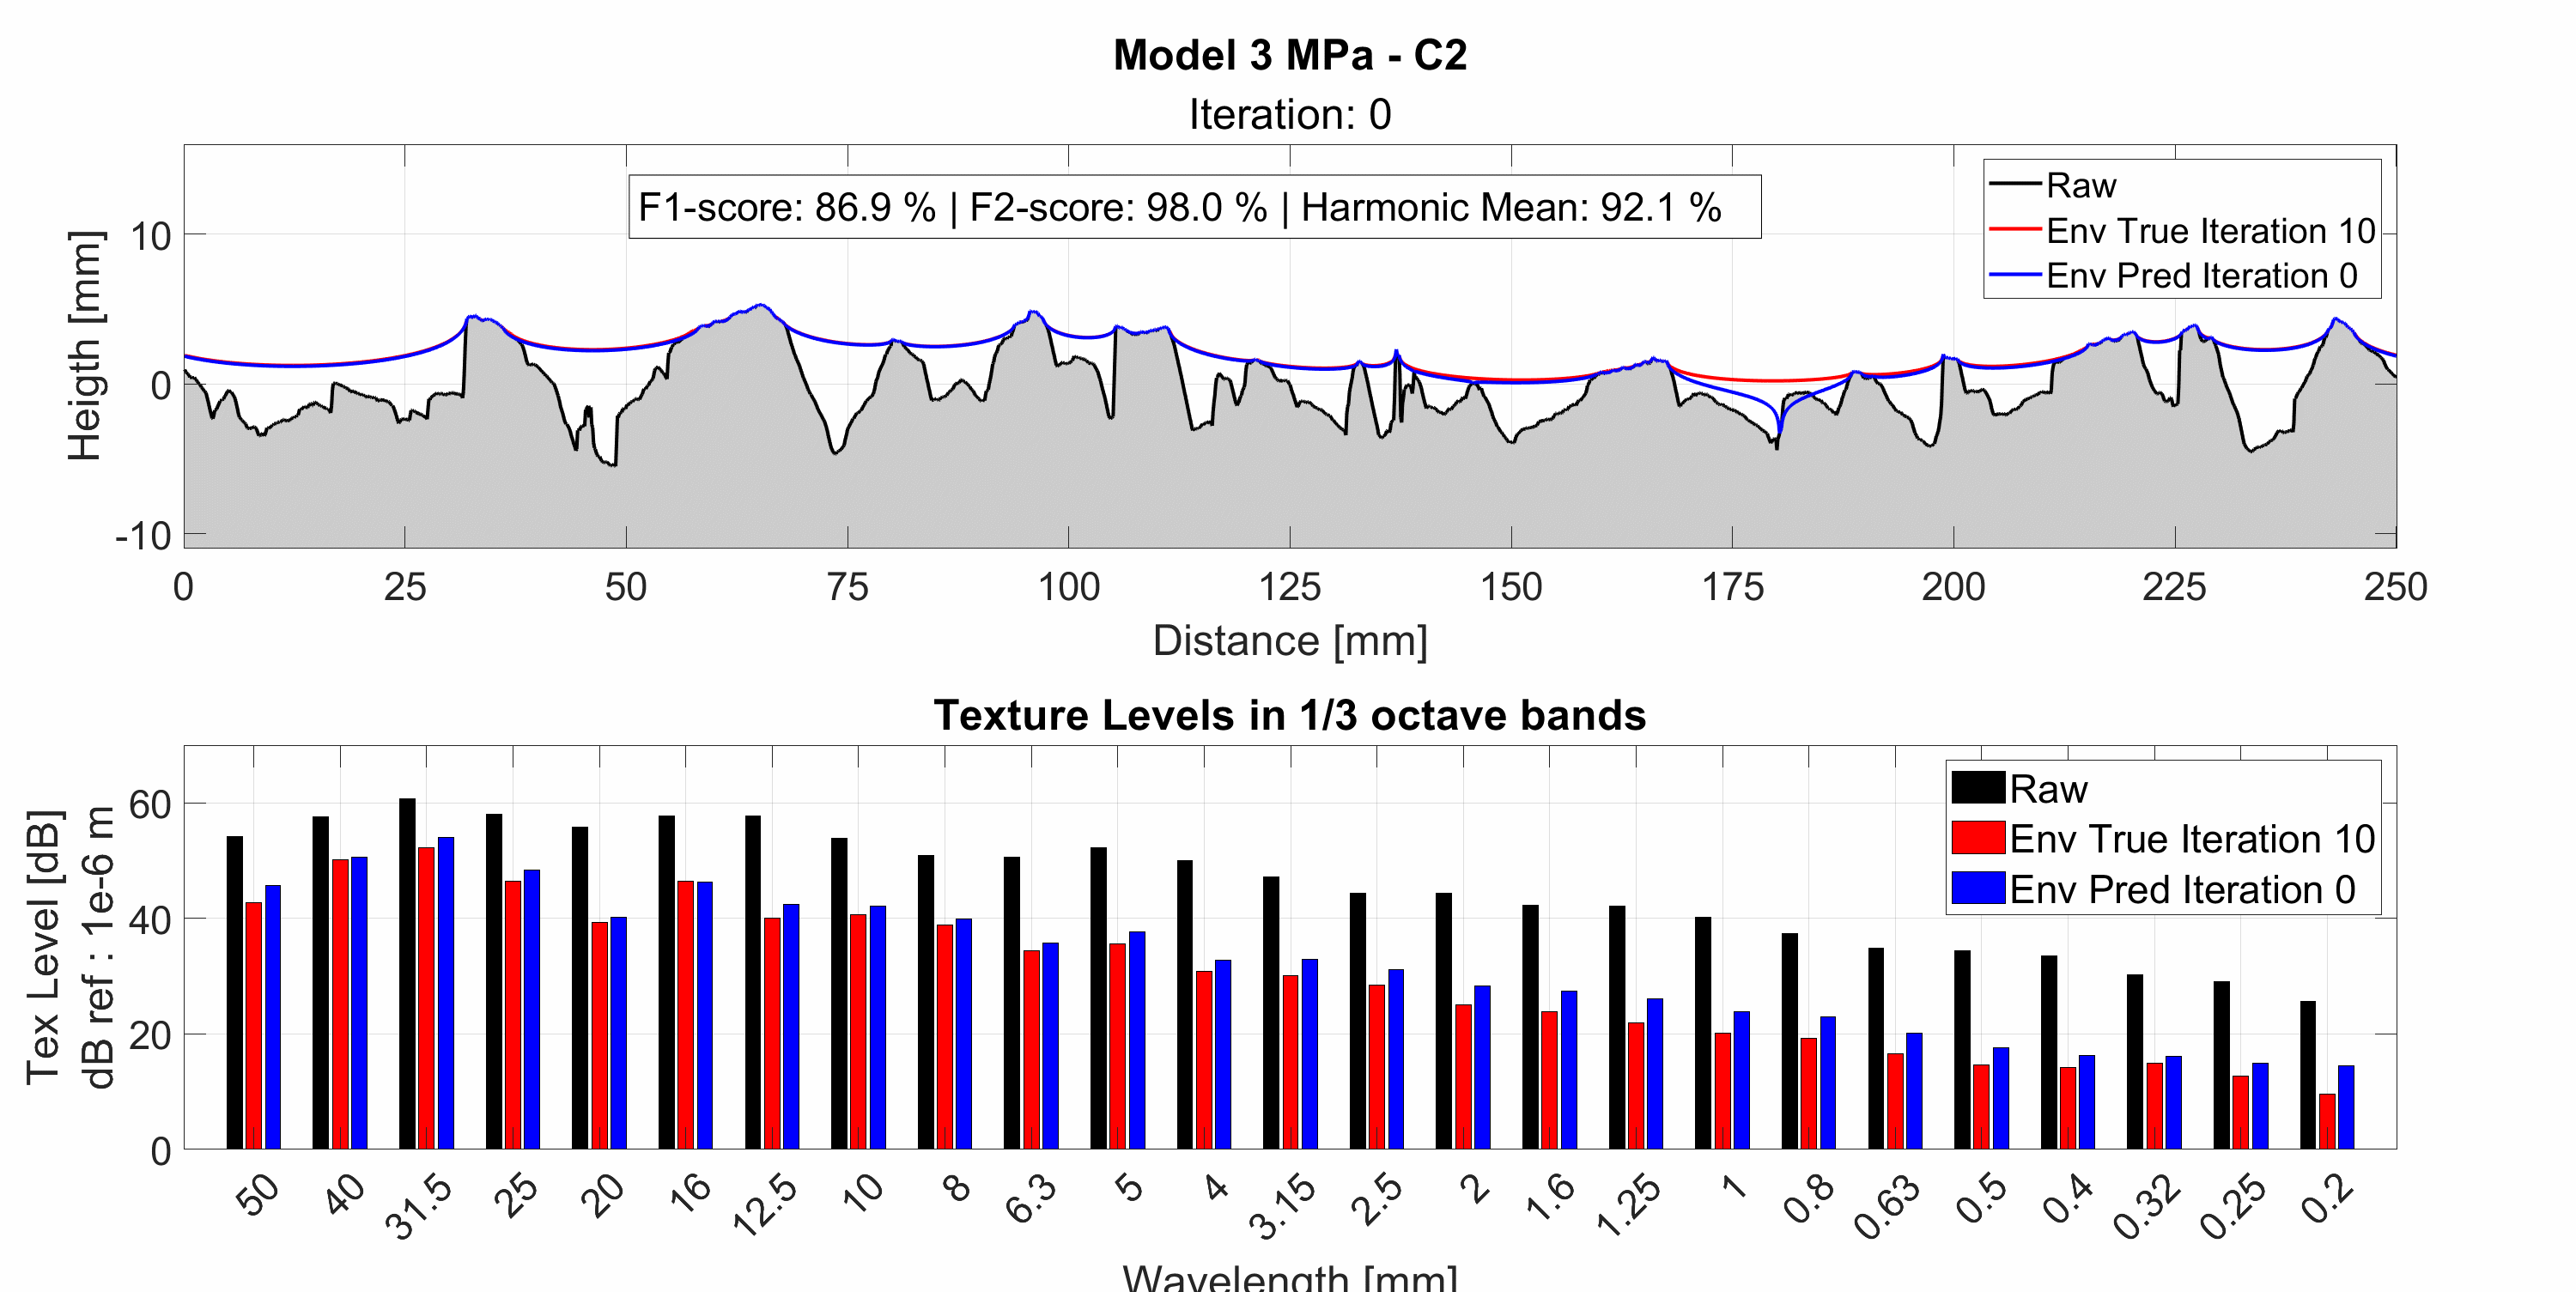 Model 3 MPa - C2
Iteration: 0
F1-score: 86.9 % | F2-score: 98.0 % | Harmonic Mean: 92.1 %
Raw
Env True Iteration 10
Env Pred Iteration 0
Heigth [mm]
10
0
-10
0 25 50 75 100 125 150 175 200 225 250
Distance [mm]
Texture Levels in 1/3 octave bands
Raw
Env True Iteration 10
Env Pred Iteration 0
Tex Level [dB]
dB ref : 1e-6 m
60
40
20
0
50 40 31.5 25 20 16 12.5 10 8 6.3 5 4 3.15 2.5 2 1.6 1.25 1 0.8 0.63 0.5 0.4 0.32 0.25 0.2
Wavelength [mm]